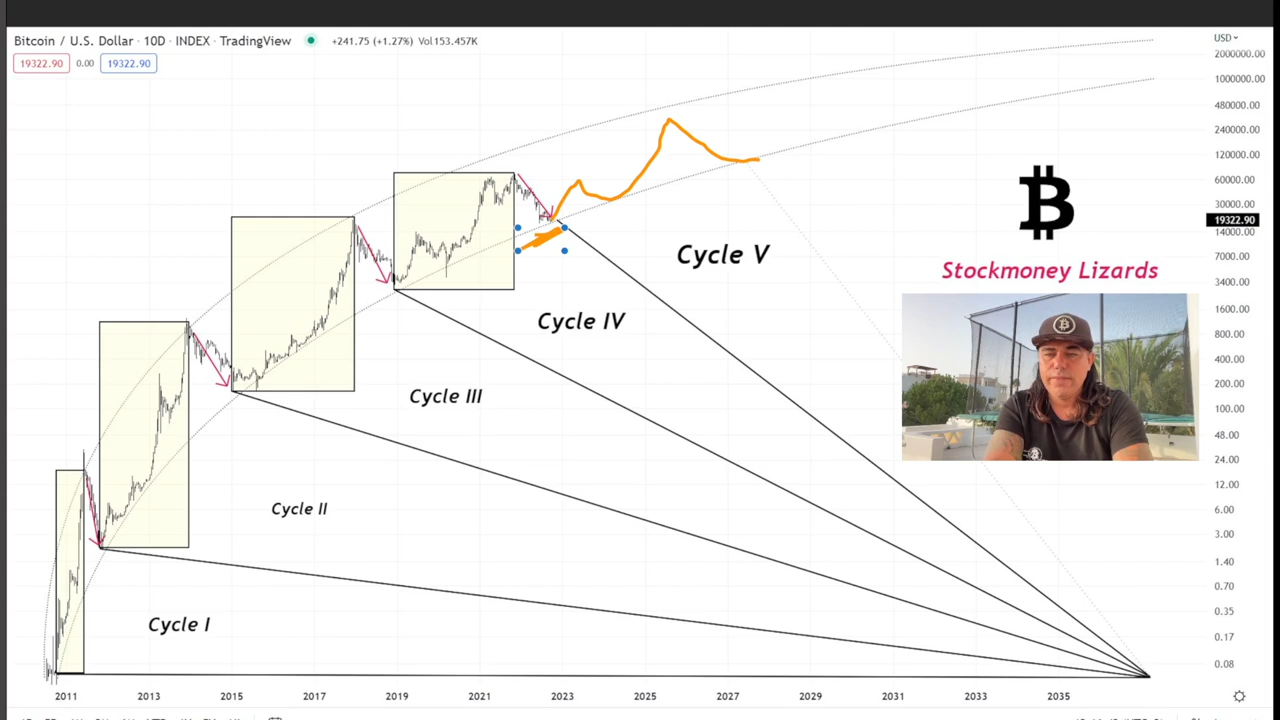 Bitcoin / U.S. Dollar · 10D · INDEX · TradingView +241.75 (+1.27%) Vol153.457K
19322.90 0.00 19322.90
USD
2000000.00
1000000.00
480000.00
240000.00
120000.00
60000.00
30000.00
19322.90
14000.00
7000.00
3400.00
1600.00
800.00
400.00
200.00
100.00
48.00
24.00
12.00
6.00
3.00
1.40
0.70
0.35
0.17
0.08
Stockmoney Lizards
Cycle V
Cycle IV
Cycle III
Cycle II
Cycle I
2011 2013 2015 2017 2019 2021 2023 2025 2027 2029 2031 2033 2035